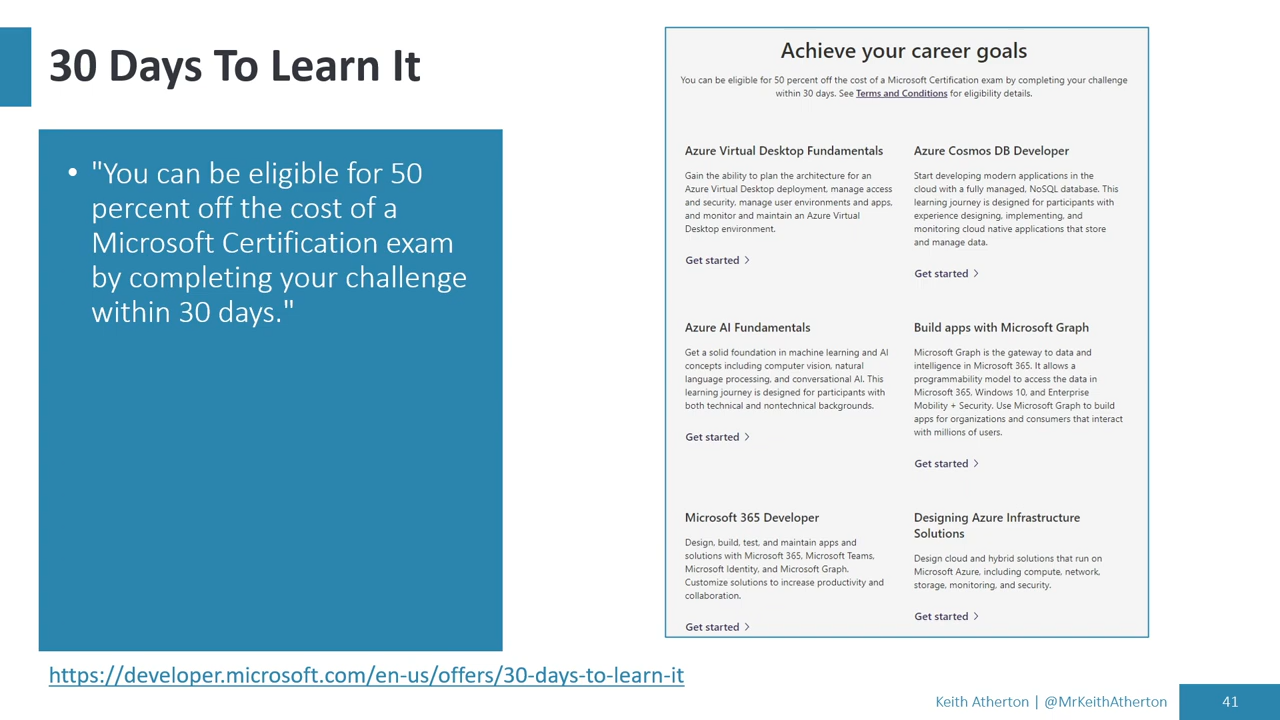 30 Days To Learn It
• "You can be eligible for 50
percent off the cost of a
Microsoft Certification exam
by completing your challenge
within 30 days."
https://developer.microsoft.com/en-us/offers/30-days-to-learn-it
Achieve your career goals
You can be eligible for 50 percent off the cost of a Microsoft Certification exam by completing your challenge
within 30 days. See Terms and Conditions for eligibility details.
Azure Virtual Desktop Fundamentals
Gain the ability to plan the architecture for an
Azure Virtual Desktop deployment, manage access
and security, manage user environments and apps,
and monitor and maintain an Azure Virtual
Desktop environment.
Get started >
Azure Cosmos DB Developer
Start developing modern applications in the
cloud with a fully managed, NoSQL database. This
learning journey is designed for participants with
experience designing, implementing, and
monitoring cloud native applications that store
and manage data.
Get started >
Azure AI Fundamentals
Get a solid foundation in machine learning and AI
concepts including computer vision, natural
language processing, and conversational AI. This
learning journey is designed for participants with
both technical and nontechnical backgrounds.
Get started >
Build apps with Microsoft Graph
Microsoft Graph is the gateway to data and
intelligence in Microsoft 365. It allows a
programmability model to access the data in
Microsoft 365, Windows 10, and Enterprise
Mobility + Security. Use Microsoft Graph to build
apps for organizations and consumers that interact
with millions of users.
Get started >
Microsoft 365 Developer
Design, build, test, and maintain apps and
solutions with Microsoft 365, Microsoft Teams,
Microsoft Identity, and Microsoft Graph.
Customize solutions to increase productivity and
collaboration.
Get started >
Designing Azure Infrastructure
Solutions
Design cloud and hybrid solutions that run on
Microsoft Azure, including compute, network,
storage, monitoring, and security.
Get started >
Keith Atherton | @MrKeithAtherton
41